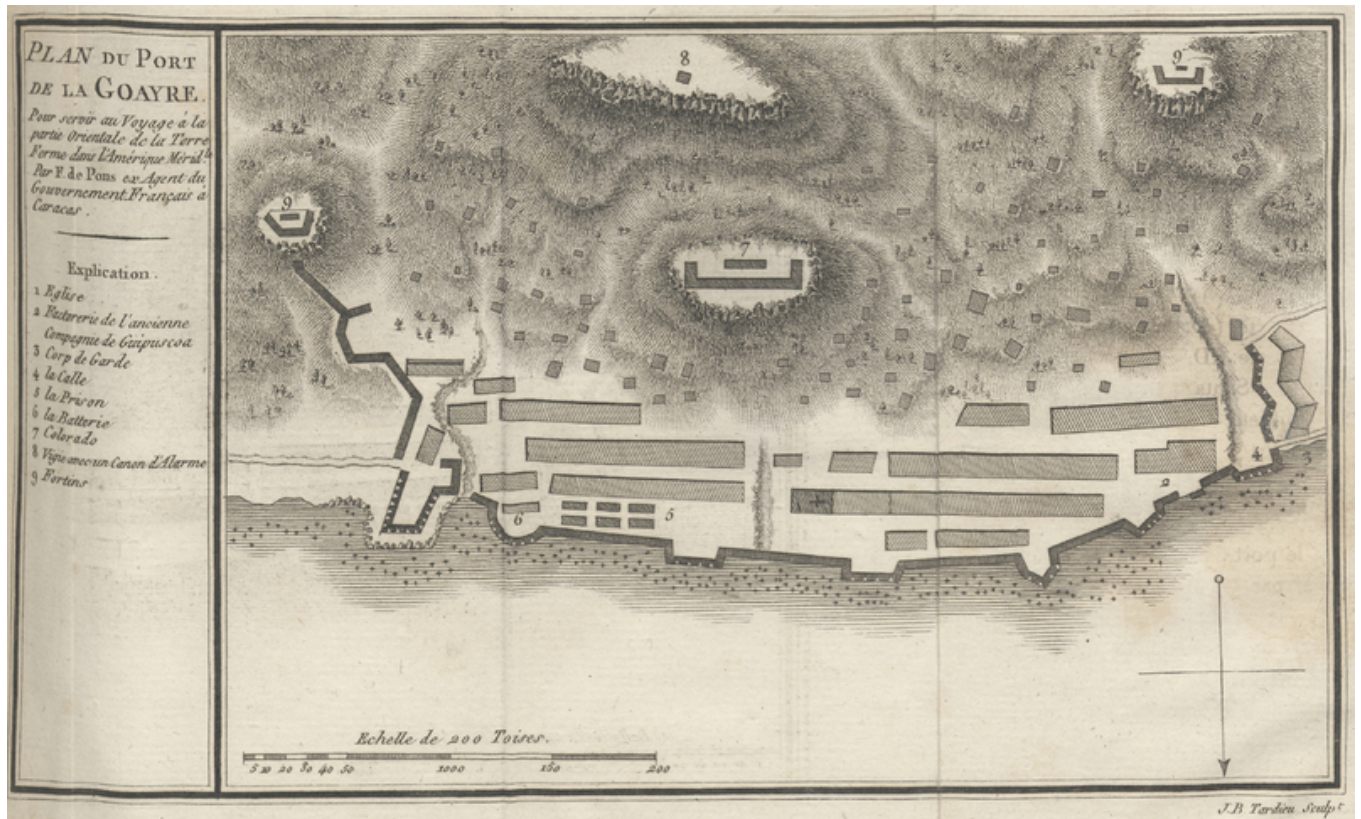 PLAN DU PORT
DE LA GOAYRE.
Pour servir au Voyage à la
partie Orientale de la Terre
Ferme dans l'Amérique Mérid.le
Par F. de Pons ex Agent du
Gouvernement Français à
Caracas.
Explication.
1 Eglise
2 Factorerie de l'ancienne
Compagnie de Guipuscoa
3 Corp de Garde
4 la Calle
5 la Prison
6 la Batterie
7 Colorado
8 Vigie avec un Canon d'Alarme
9 Fortins
8
9
9
7
4
3
2
6
5
Echelle de 200 Toises.
5 10 20 30 40 50 1000 150 200
J.B Tardieu Sculp.t